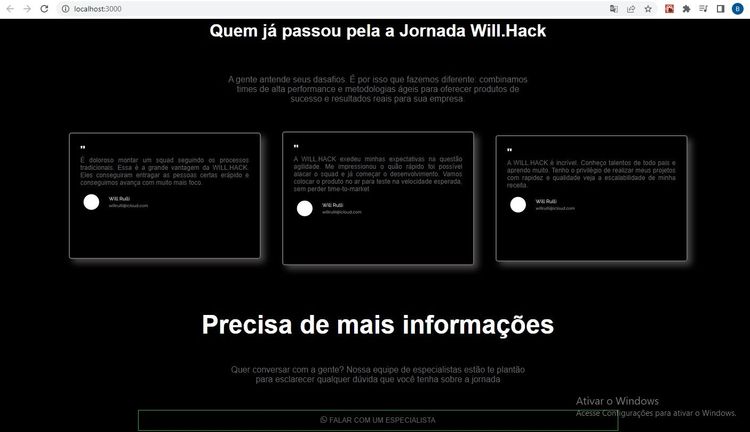 localhost:3000
B
Quem já passou pela a Jornada Will.Hack
A gente antende seus dasafios. É por isso que fazemos diferente: combinamos
times de alta performance e metodologias ágeis para oferecer produtos de
sucesso e resultados reais para sua empresa.
"
É doloroso montar um squad seguindo os processos
tradicionais. Essa é a grande vantagem da WILL.HACK.
Eles conseguiram entragar as pessoas certas erápido e
conseguimos avança com muito mais foco.
Will Rulli
willrulli@icloud.com
"
A WILL.HACK exedeu minhas expectativas na questão
agilidade. Me impressionou o quão rápido foi possível
alacar o squad e já começar o desenvolvimento. Vamos
colocar o produto no ar para teste na velocidade esperada,
sem perder time-to-market
Will Rulli
willrulli@icloud.com
"
A WILL.HACK é incrível. Conheço talentos de todo pais e
aprendo muito. Tenho o privilégio de realizar meus projetos
com rapidez e qualidade veja a escalabilidade de minha
receita.
Will Rulli
willrulli@icloud.com
Precisa de mais informações
Quer conversar com a gente? Nossa equipe de especialistas estão te plantão
para esclarecer qualquer dúvida que você tenha sobre a jornada
FALAR COM UM ESPECIALISTA
Ativar o Windows
Acesse Configurações para ativar o Windows.